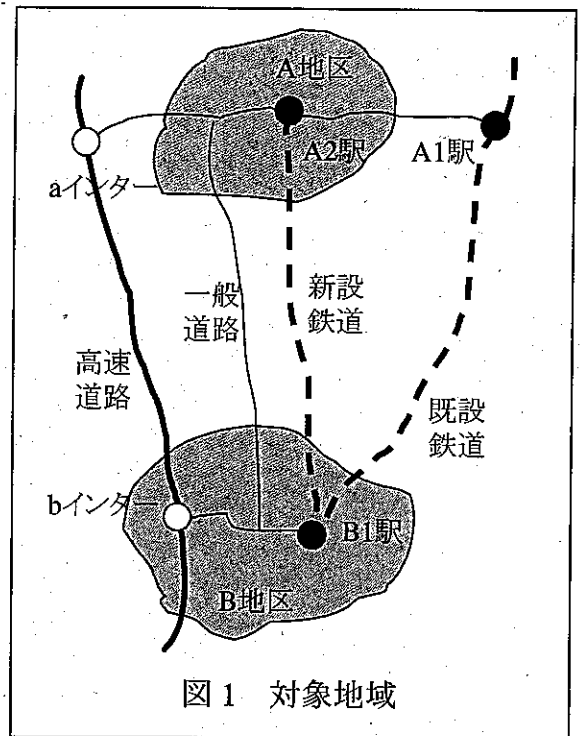 A地区
A2駅
A1駅
aインター
一般
道路
新設
鉄道
高速
道路
既設
鉄道
bインター
B1駅
B地区
図1 対象地域